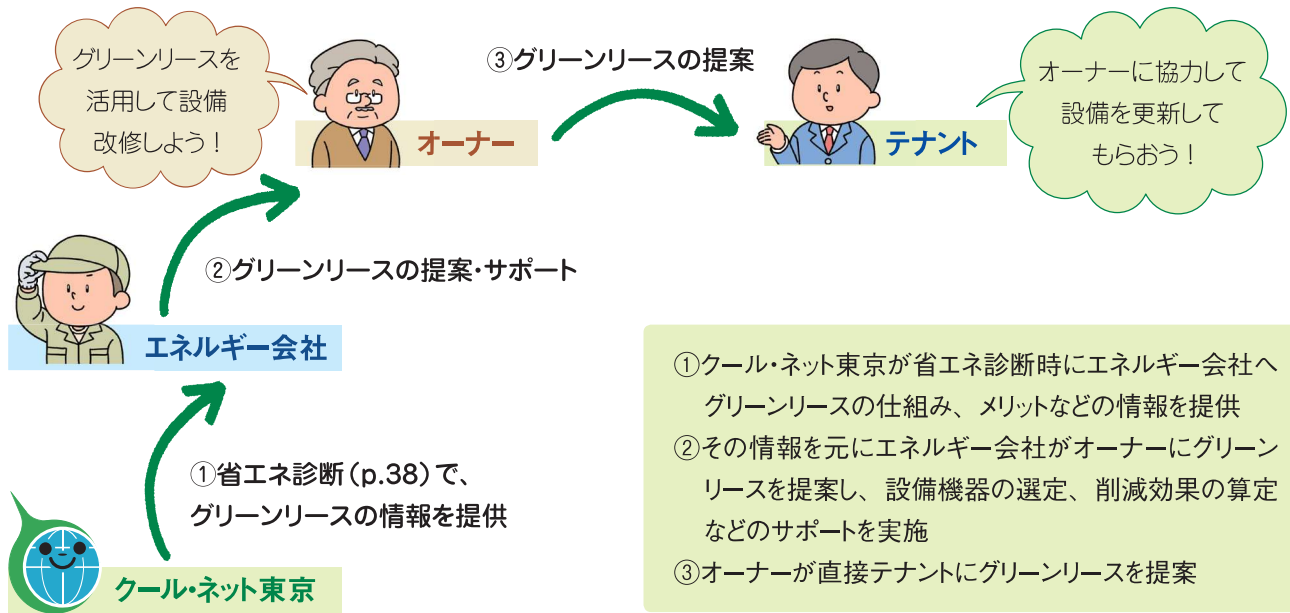 グリーンリースを
活用して設備
改修しよう！
オーナー
③グリーンリースの提案
テナント
オーナーに協力して
設備を更新して
もらおう！
②グリーンリースの提案・サポート
エネルギー会社
①省エネ診断（p.38）で、
グリーンリースの情報を提供
クール・ネット東京
①クール・ネット東京が省エネ診断時にエネルギー会社へ
グリーンリースの仕組み、メリットなどの情報を提供
②その情報を元にエネルギー会社がオーナーにグリーン
リースを提案し、設備機器の選定、削減効果の算定
などのサポートを実施
③オーナーが直接テナントにグリーンリースを提案